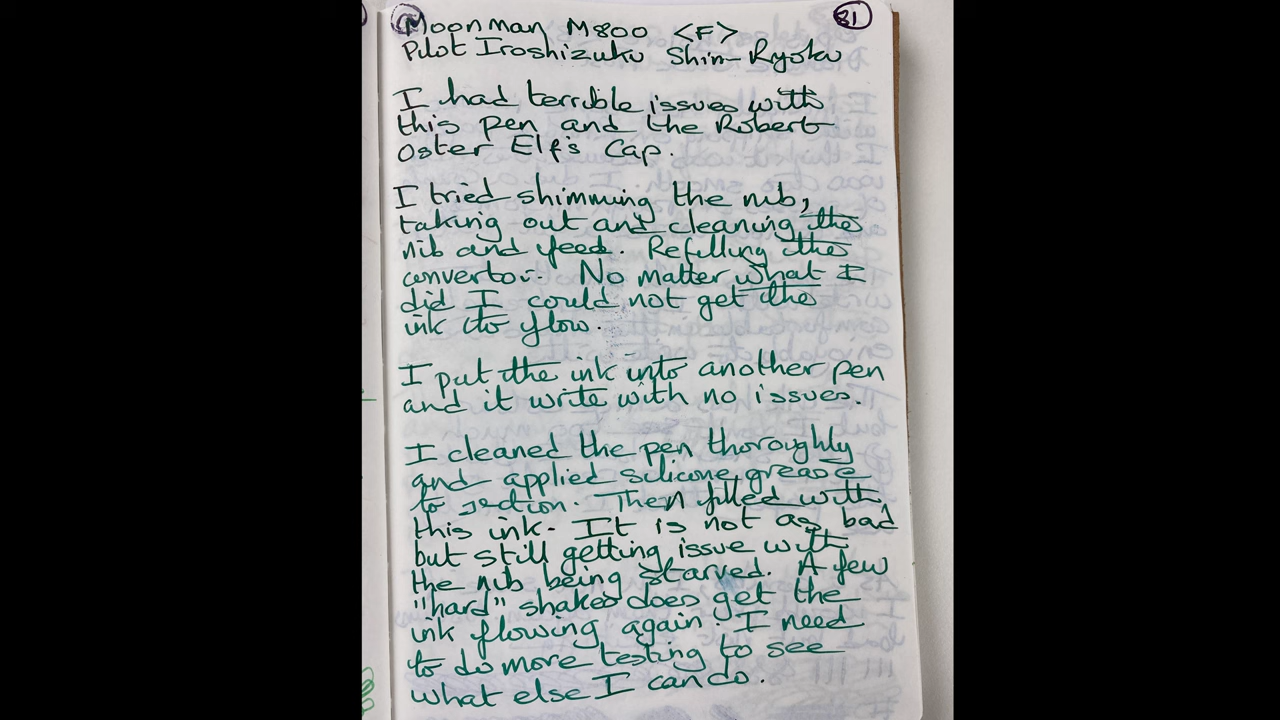 31
Moonman M800 <F>
Pilot Iroshizuku Shin-Ryoku
I had terrible issues with
this pen and the Robert
Oster Elf's Cap.
I tried shimming the nib,
taking out and cleaning the
nib and feed. Refilling the
convertor. No matter what I
did I could not get the
ink to flow.
I put the ink into another pen
and it write with no issues.
I cleaned the pen thoroughly
and applied silicone grease
to section. Then filled with
this ink. It is not as bad
but still getting issue with
the nib being starved. A few
"hard" shakes does get the
ink flowing again. I need
to do more testing to see
what else I can do.